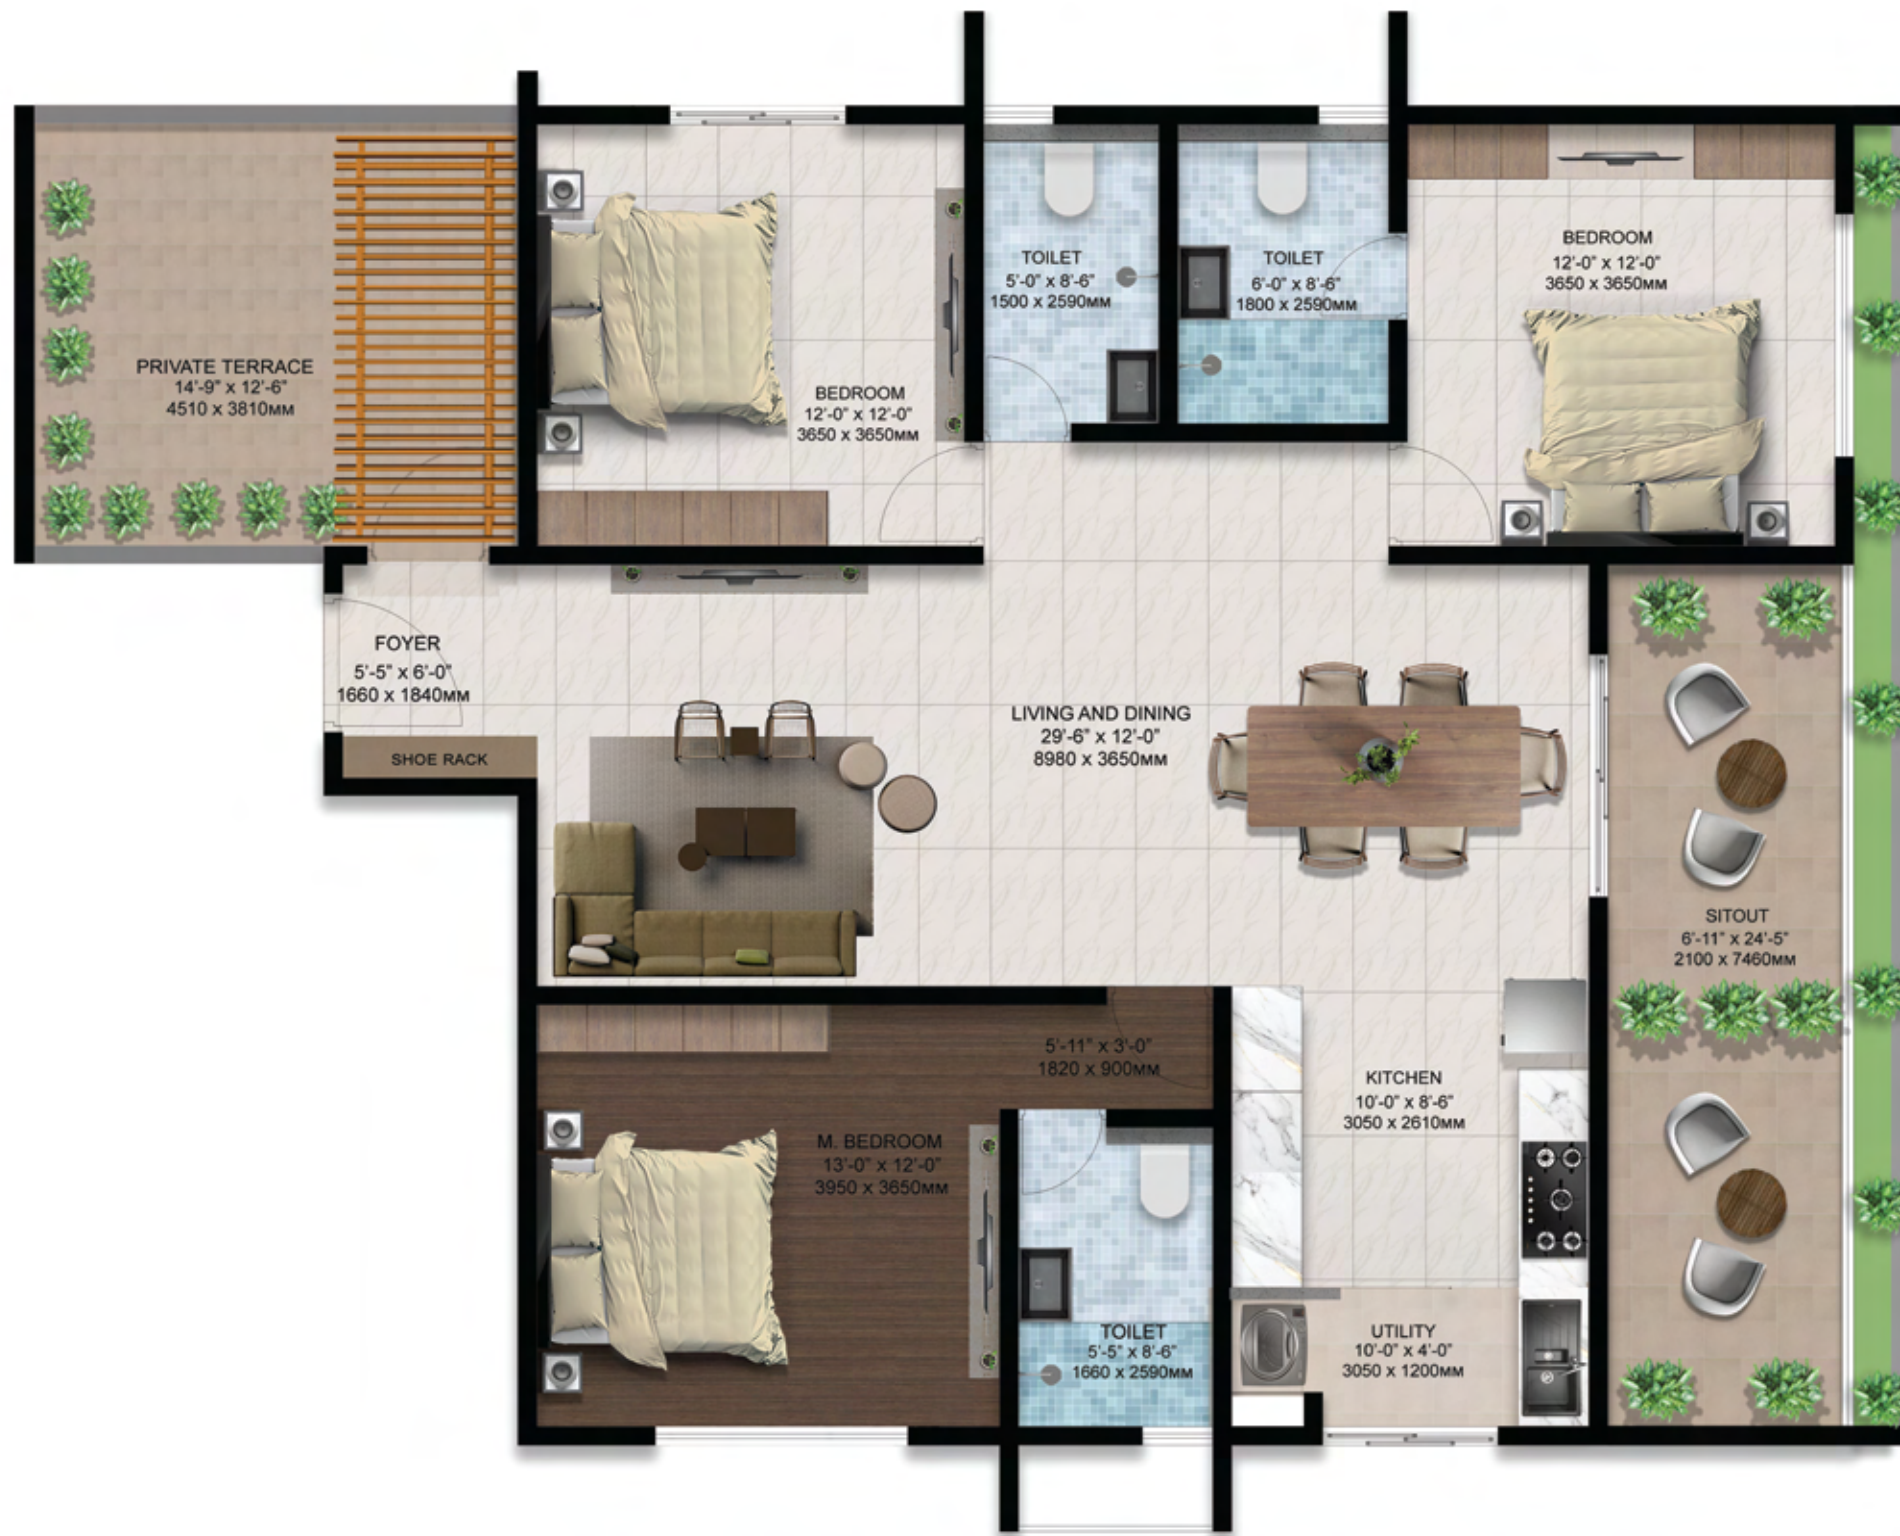 PRIVATE TERRACE
14'-9" x 12'-6"
4510 x 3810MM
BEDROOM
12'-0" x 12'-0"
3650 x 3650MM
TOILET
5'-0" x 8'-6"
1500 x 2590MM
TOILET
6'-0" x 8'-6"
1800 x 2590MM
BEDROOM
12'-0" x 12'-0"
3650 x 3650MM
FOYER
5'-5" x 6'-0"
1660 x 1840MM
SHOE RACK
LIVING AND DINING
29'-6" x 12'-0"
8980 x 3650MM
SITOUT
6'-11" x 24'-5"
2100 x 7460MM
5'-11" x 3'-0"
1820 x 900MM
M. BEDROOM
13'-0" x 12'-0"
3950 x 3650MM
KITCHEN
10'-0" x 8'-6"
3050 x 2610MM
TOILET
5'-5" x 8'-6"
1660 x 2590MM
UTILITY
10'-0" x 4'-0"
3050 x 1200MM